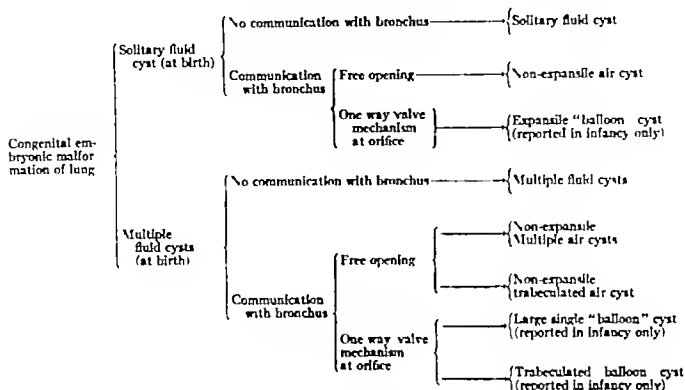 No communication with bronchus
Solitary fluid cyst
Solitary fluid
cyst (at birth)
Communication
with bronchus
Free opening
Non-expansile air cyst
One way valve
mechanism
at orifice
Expansile "balloon cyst
(reported in infancy only)
Congenital em-
bryonic malfor
mation of lung
No communication with bronchus
Multiple fluid cysts
Multiple
fluid cysts
(at birth)
Communication
with bronchus
Free opening
Non-expansile
Multiple air cysts
Non-expansile
trabeculated air cyst
One way valve
mechanism
at orifice
Large single "balloon" cyst
(reported in infancy only)
Trabeculated balloon cyst
(reported in infancy only)